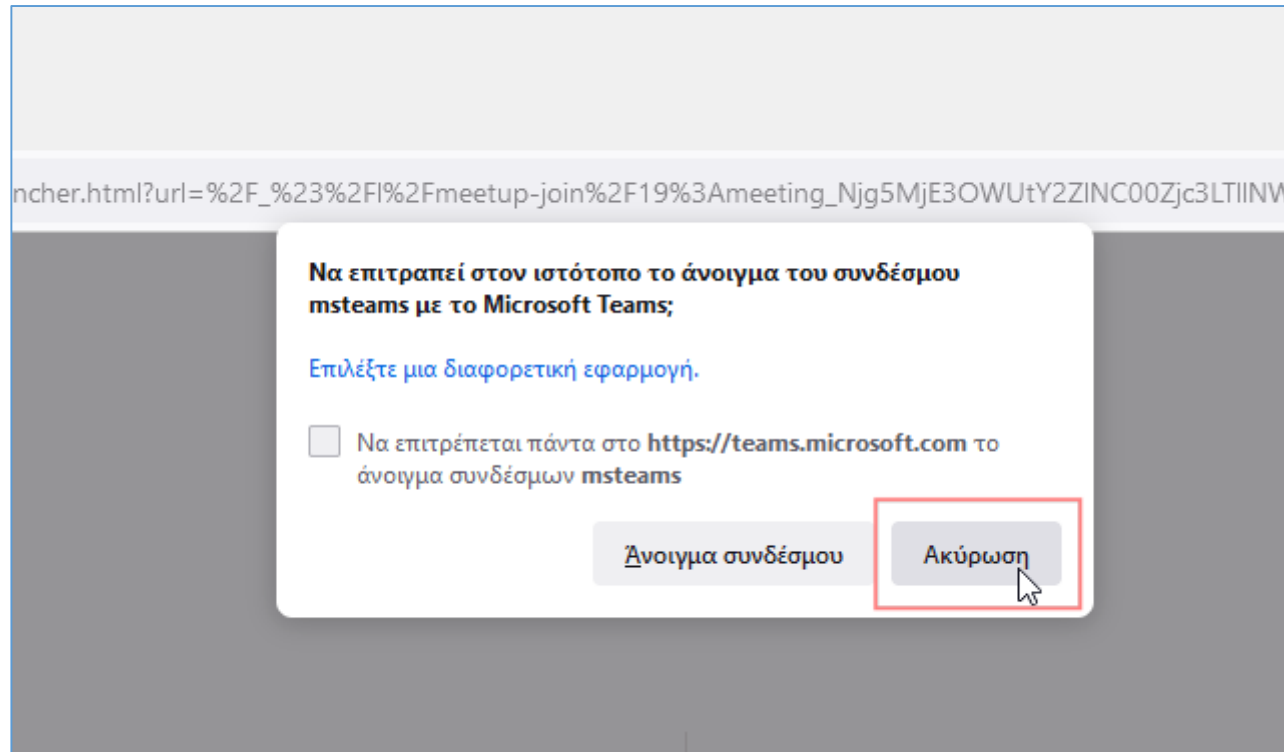 ncher.html?url=%2F_%23%2Fl%2Fmeetup-join%2F19%3Ameeting_Njg5MjE3OWUtY2ZlNC00Zjc3LTllNW
Να επιτραπεί στον ιστότοπο το άνοιγμα του συνδέσμου
msteams με το Microsoft Teams;
Επιλέξτε μια διαφορετική εφαρμογή.
Να επιτρέπεται πάντα στο https://teams.microsoft.com το
άνοιγμα συνδέσμων msteams
Άνοιγμα συνδέσμου
Ακύρωση